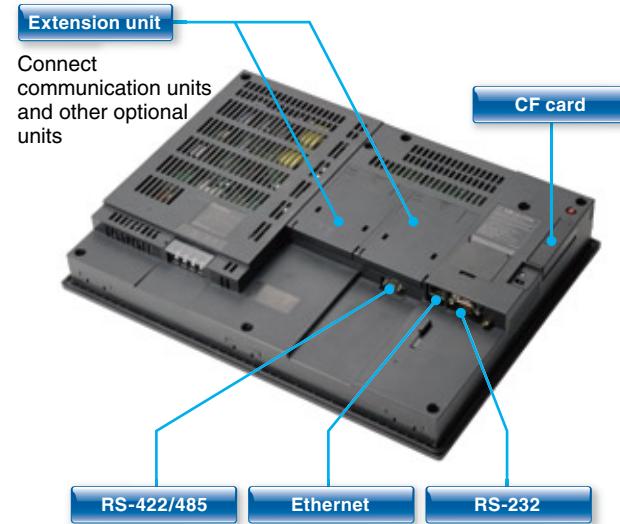 Extension unit
Connect
communication units
and other optional
units
CF card
RS-422/485
Ethernet
RS-232